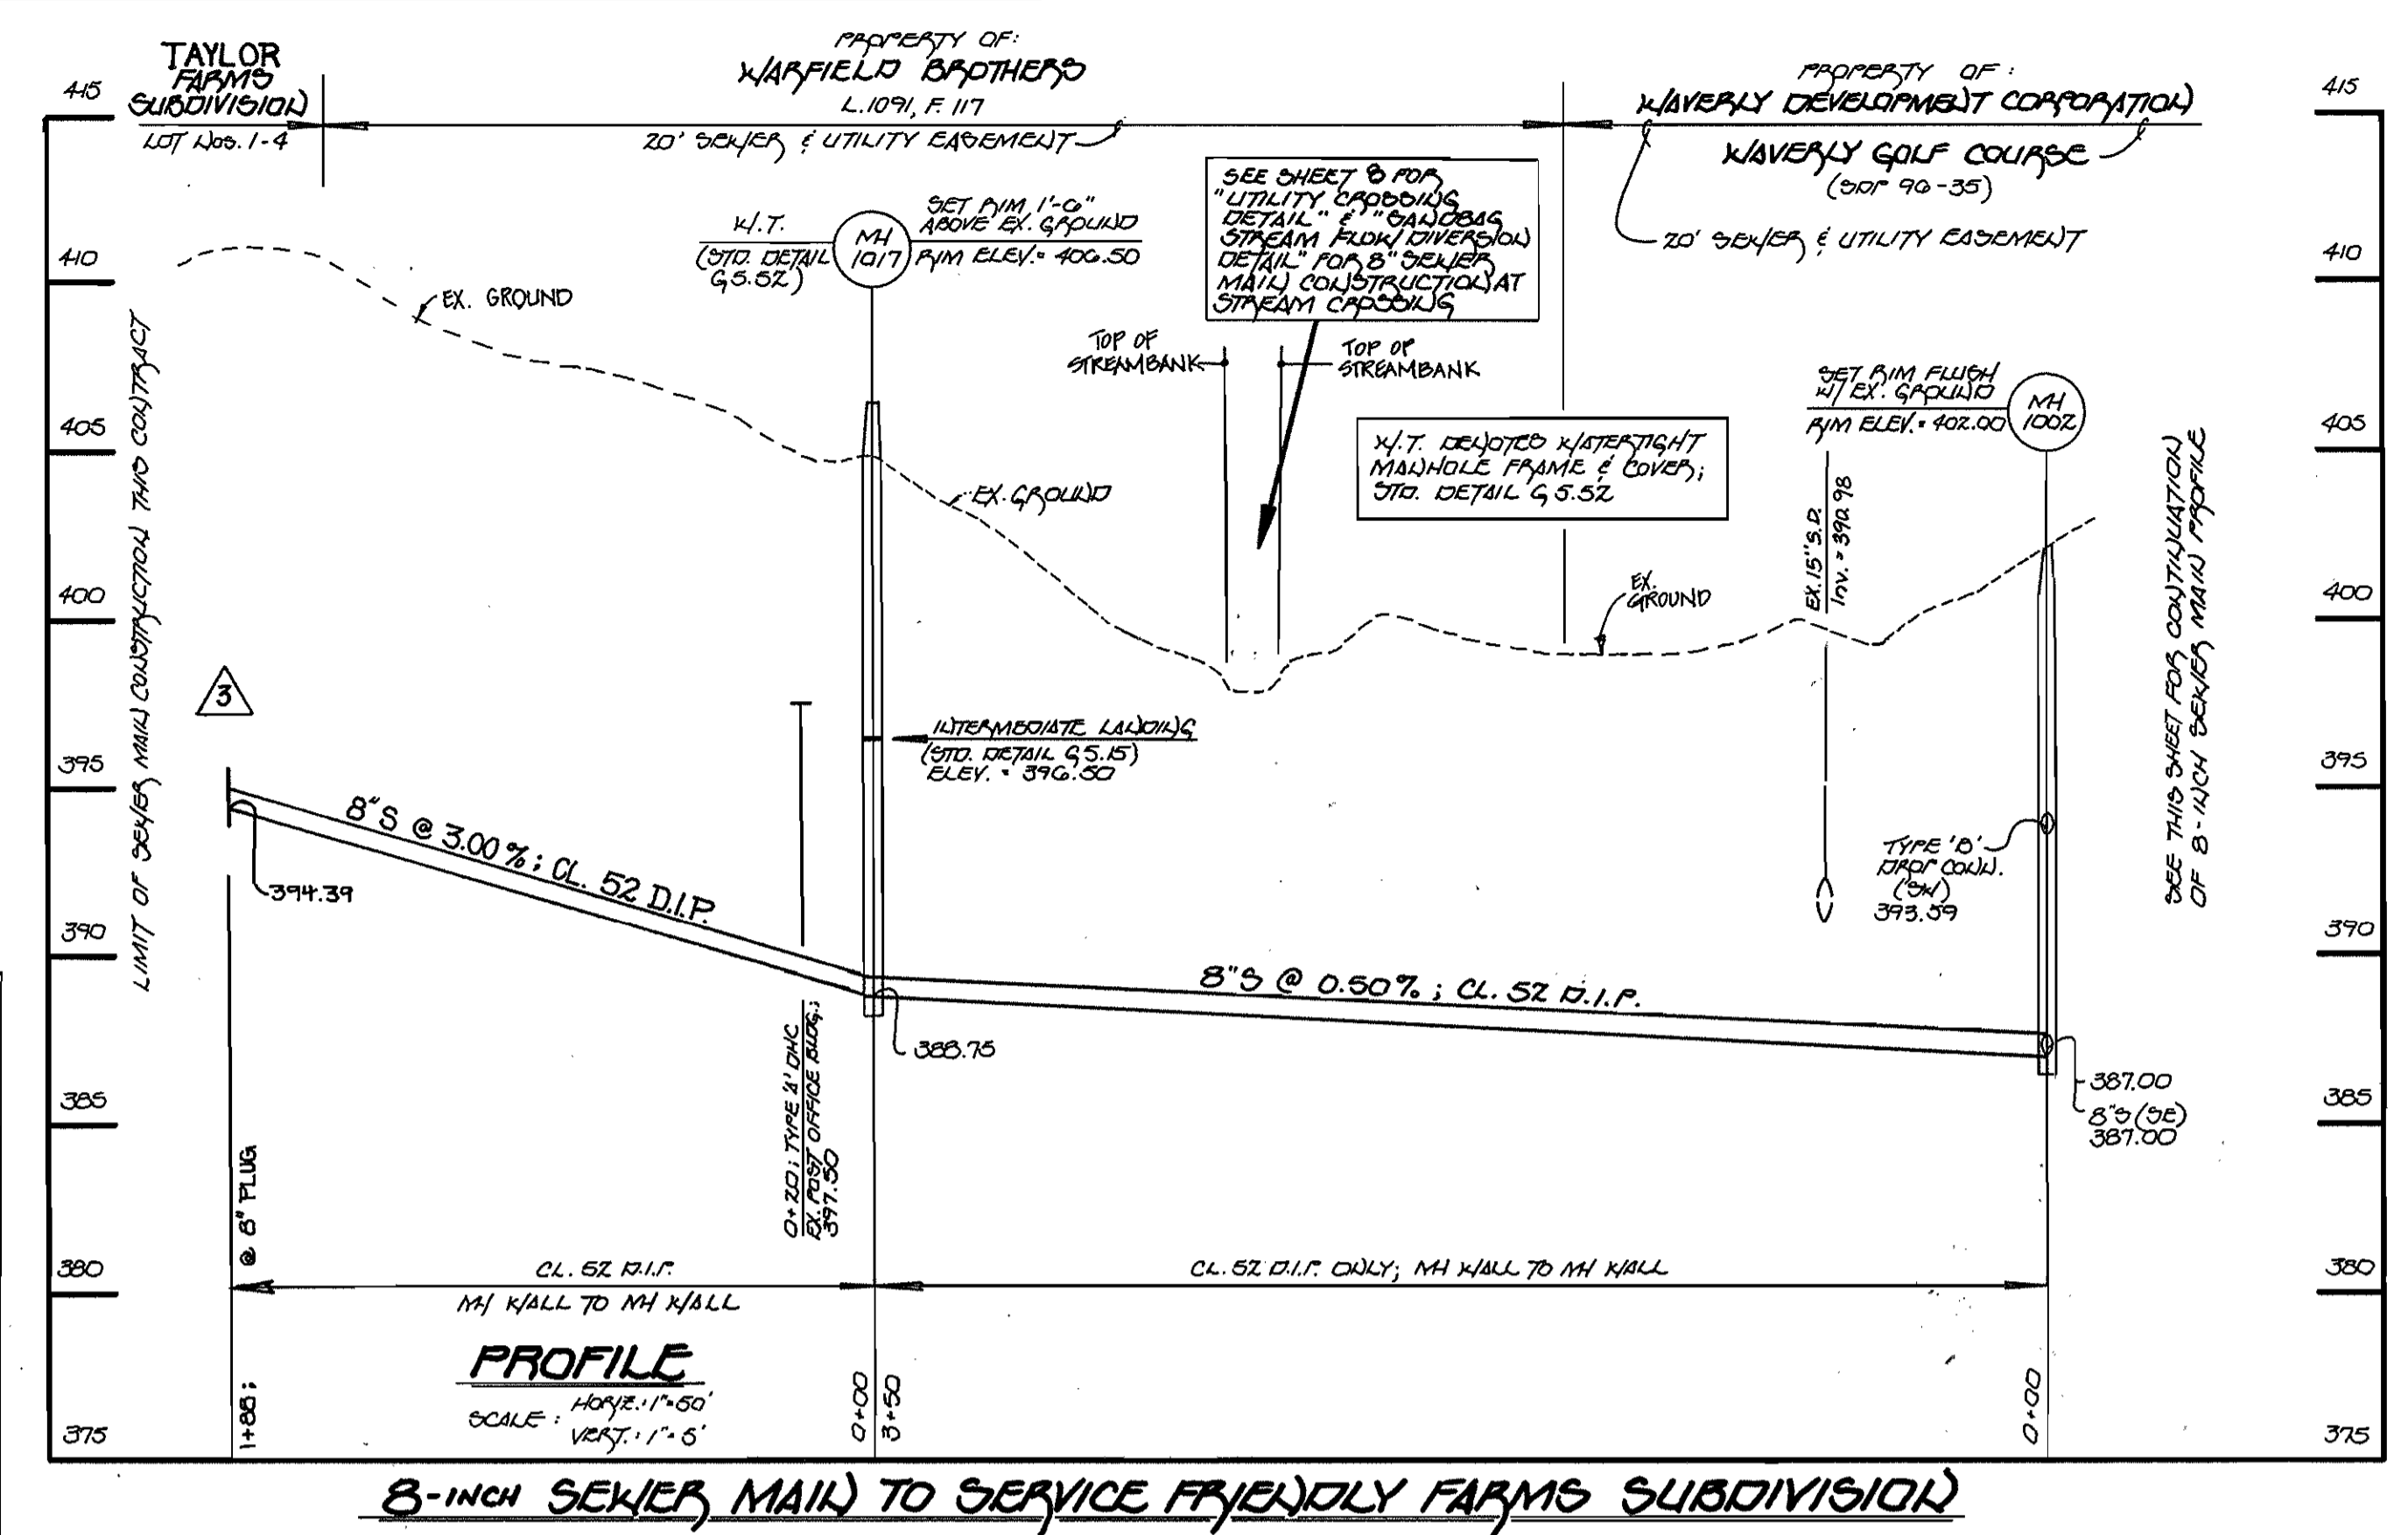 TAYLOR
FARMS
SUBDIVISION
LOT NOS. 1-4
PROPERTY OF:
WARFIELD BROTHERS
L.1091, F. 117
20' SEWER & UTILITY EASEMENT
PROPERTY OF:
WAVERLY DEVELOPMENT CORPORATION
WAVERLY GOLF COURSE
(SDP 90-35)
20' SEWER & UTILITY EASEMENT
415
410
405
400
395
390
385
380
375
415
410
405
400
395
390
385
380
375
LIMIT OF SEWER MAIN CONSTRUCTION THIS CONTRACT
EX. GROUND
W.T.
(STD. DETAIL
G5.52)
MH
1017
SET RIM 1'-6"
ABOVE EX. GROUND
RIM ELEV. = 406.50
SEE SHEET 8 FOR
"UTILITY CROSSING
DETAIL" & "SANDBAG
STREAM FLOW DIVERSION
DETAIL" FOR 8" SEWER
MAIN CONSTRUCTION AT
STREAM CROSSING
TOP OF
STREAMBANK
TOP OF
STREAMBANK
EX. GROUND
W.T. DENOTES WATERTIGHT
MANHOLE FRAME & COVER;
STD. DETAIL G5.52
SET RIM FLUSH
W/ EX. GROUND
RIM ELEV. = 402.00
MH
1002
EX. 15" S.D.
Inv. = 390.98
EX.
GROUND
SEE THIS SHEET FOR CONTINUATION
OF 8-INCH SEWER MAIN PROFILE
3
INTERMEDIATE LANDING
(STD. DETAIL G5.15)
ELEV. = 396.50
8"S @ 3.00%; CL. 52 D.I.P.
394.39
TYPE 'B'
DROP CONN.
(SW)
393.59
8"S @ 0.50%; CL. 52 D.I.P.
388.75
387.00
8"S (SE)
387.00
0+20; TYPE 'A' DHC
EX. POST OFFICE BLDG.;
397.50
1+88; @ 8" PLUG
CL. 52 D.I.P.
MH WALL TO MH WALL
CL. 52 D.I.P. ONLY; MH WALL TO MH WALL
PROFILE
SCALE: HORIZ.: 1"=50'
VERT.: 1"=5'
0+00
3+50
0+00
8-INCH SEWER MAIN TO SERVICE FRIENDLY FARMS SUBDIVISION